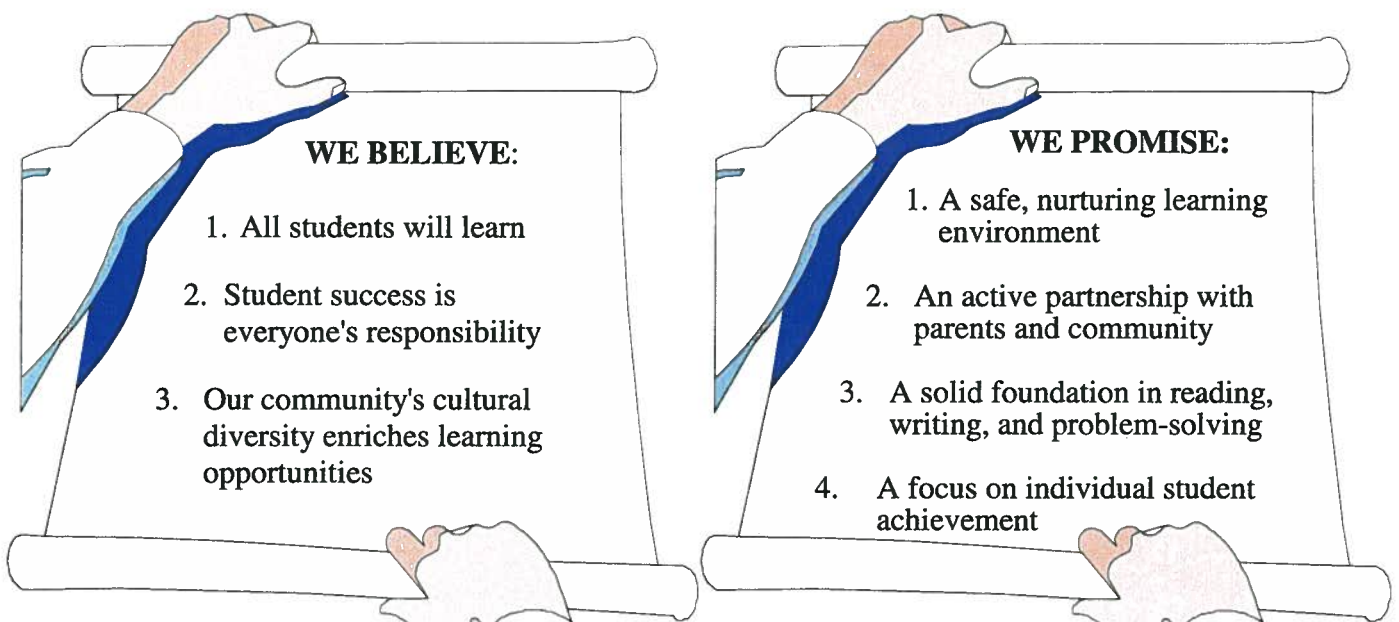 WE BELIEVE:
1. All students will learn
2. Student success is
everyone's responsibility
3. Our community's cultural
diversity enriches learning
opportunities
WE PROMISE:
1. A safe, nurturing learning
environment
2. An active partnership with
parents and community
3. A solid foundation in reading,
writing, and problem-solving
4. A focus on individual student
achievement